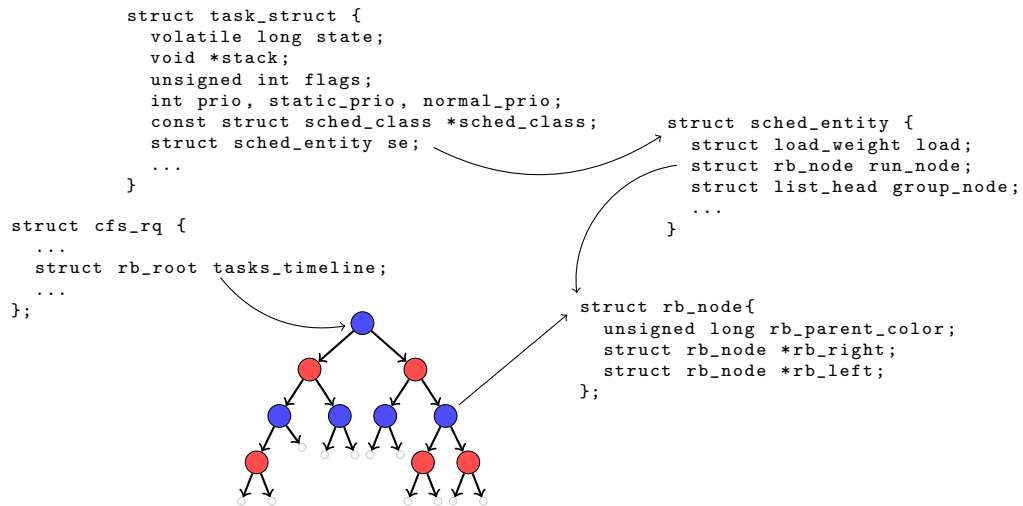 struct task_struct {
  volatile long state;
  void *stack;
  unsigned int flags;
  int prio, static_prio, normal_prio;
  const struct sched_class *sched_class;
  struct sched_entity se;
  ...
}
struct sched_entity {
  struct load_weight load;
  struct rb_node run_node;
  struct list_head group_node;
  ...
}
struct cfs_rq {
  ...
  struct rb_root tasks_timeline;
  ...
};
struct rb_node{
  unsigned long rb_parent_color;
  struct rb_node *rb_right;
  struct rb_node *rb_left;
};